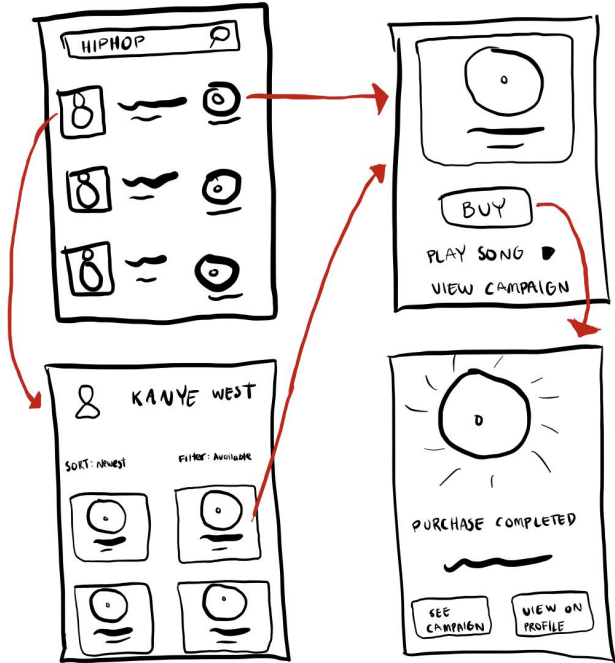 HIPHOP
BUY
PLAY SONG
VIEW CAMPAIGN
KANYE WEST
SORT: Newest
Filter: Available
PURCHASE COMPLETED
SEE
CAMPAIGN
VIEW ON
PROFILE